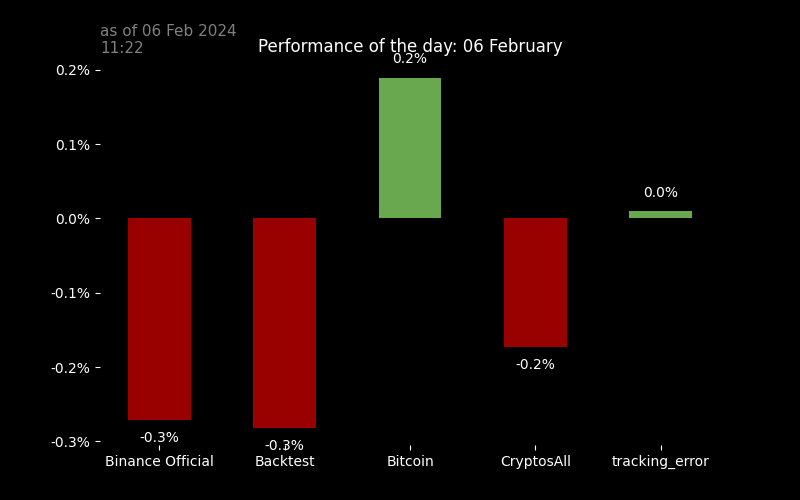 as of 06 Feb 2024
11:22
Performance of the day: 06 February
0.2%
0.2%
0.1%
0.0%
0.0%
-0.1%
-0.2%
-0.2%
-0.3%
-0.3%
-0.3%
Binance Official
Backtest
Bitcoin
CryptosAll
tracking_error